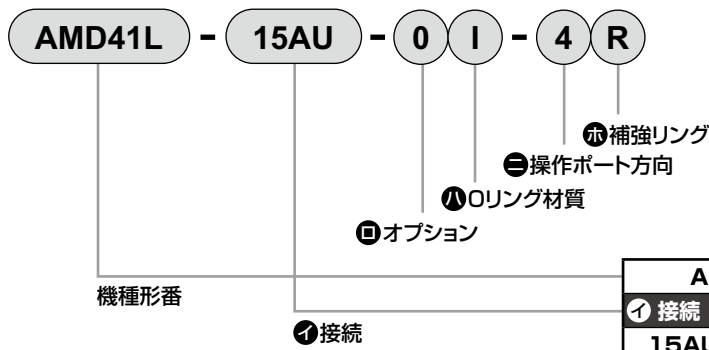 AMD41L - 15AU - 0 I - 4 R
ホ補強リング
ニ操作ポート方向
ハOリング材質
ロオプション
機種形番
イ接続
A
イ 接続
15AU